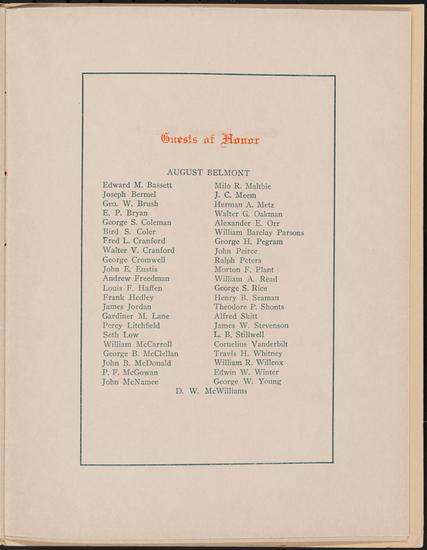 Guests of Honor
AUGUST BELMONT
Edward M. Bassett
Joseph Bermel
Geo. W. Brush
E. P. Bryan
George S. Coleman
Bird S. Coler
Fred L. Cranford
Walter V. Cranford
George Cromwell
John E. Eustis
Andrew Freedman
Louis F. Haffen
Frank Hedley
James Jordan
Gardiner M. Lane
Percy Litchfield
Seth Low
William McCarroll
George B. McClellan
John B. McDonald
P. F. McGowan
John McNamee
Milo R. Maltbie
J. C. Meem
Herman A. Metz
Walter G. Oakman
Alexander E. Orr
William Barclay Parsons
George H. Pegram
John Peirce
Ralph Peters
Morton F. Plant
William A. Read
George S. Rice
Henry B. Seaman
Theodore P. Shonts
Alfred Skitt
James W. Stevenson
L. B. Stillwell
Cornelius Vanderbilt
Travis H. Whitney
William R. Willcox
Edwin W. Winter
George W. Young
D. W. McWilliams